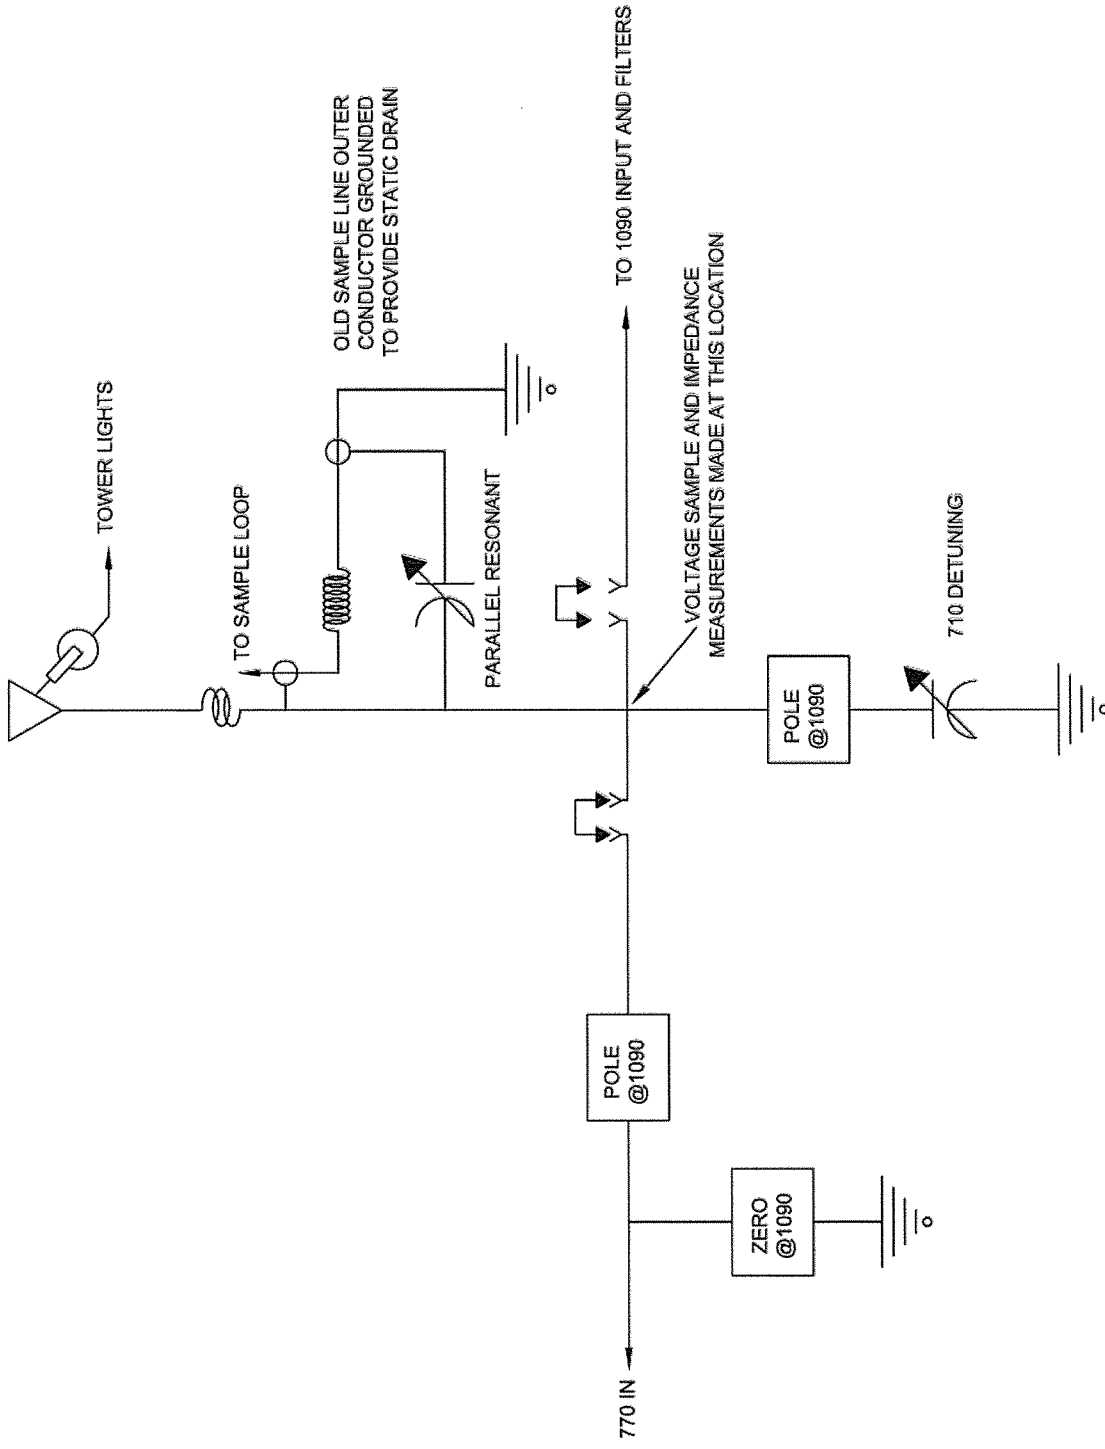 TOWER LIGHTS
TO SAMPLE LOOP
OLD SAMPLE LINE OUTER
CONDUCTOR GROUNDED
TO PROVIDE STATIC DRAIN
PARALLEL RESONANT
TO 1090 INPUT AND FILTERS
VOLTAGE SAMPLE AND IMPEDANCE
MEASUREMENTS MADE AT THIS LOCATION
POLE
@1090
710 DETUNING
POLE
@1090
ZERO
@1090
770 IN